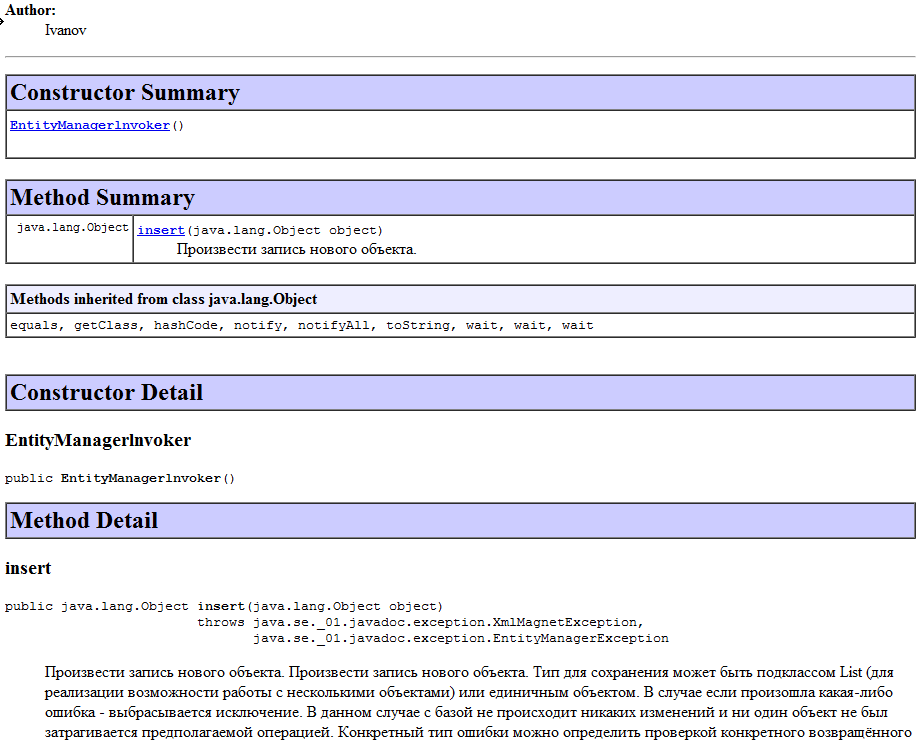 Author:
Ivanov
Constructor Summary
EntityManagerlnvoker()
Method Summary
java.lang.Object insert(java.lang.Object object)
Произвести запись нового объекта.
Methods inherited from class java.lang.Object
equals, getClass, hashCode, notify, notifyAll, toString, wait, wait, wait
Constructor Detail
EntityManagerlnvoker
public EntityManagerlnvoker()
Method Detail
insert
public java.lang.Object insert(java.lang.Object object)
throws java.se._01.javadoc.exception.XmlMagnetException,
java.se._01.javadoc.exception.EntityManagerException
Произвести запись нового объекта. Произвести запись нового объекта. Тип для сохранения может быть подклассом List (для
реализации возможности работы с несколькими объектами) или единичным объектом. В случае если произошла какая-либо
ошибка - выбрасывается исключение. В данном случае с базой не происходит никаких изменений и ни один объект не был
затрагивается предполагаемой операцией. Конкретный тип ошибки можно определить проверкой конкретного возвращённого